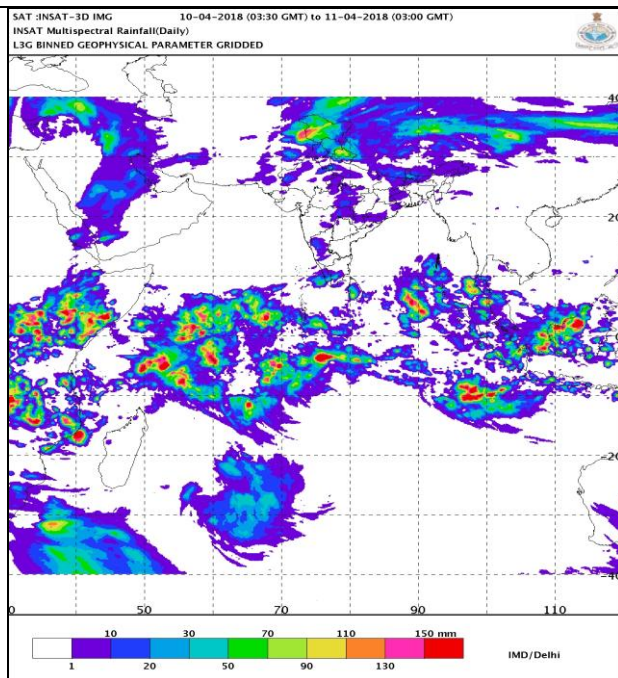 SAT :INSAT-3D IMG 10-04-2018 (03:30 GMT) to 11-04-2018 (03:00 GMT)
INSAT Multispectral Rainfall(Daily)
L3G BINNED GEOPHYSICAL PARAMETER GRIDDED
40
20
-20
-40
0 50 70 90 110
10 30 70 110 150 mm
1 20 50 90 130
IMD/Delhi